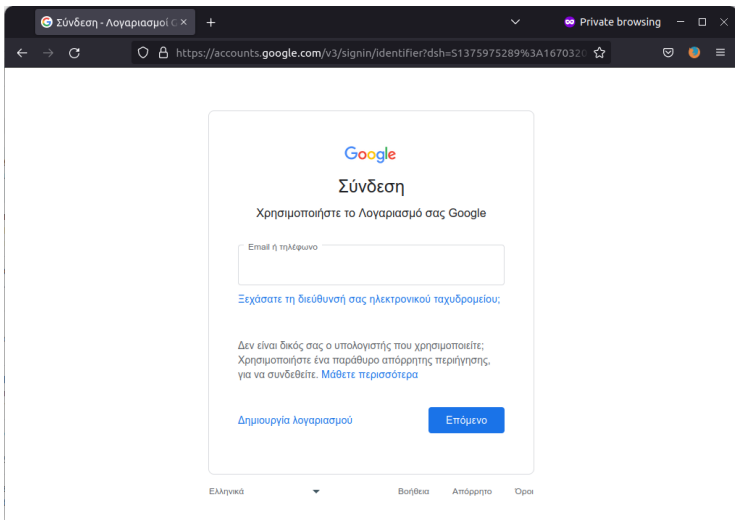 Σύνδεση - Λογαριασμοί
Private browsing
https://accounts.google.com/v3/signin/identifier?dsh=S1375975289%3A1670320
Google
Σύνδεση
Χρησιμοποιήστε το Λογαριασμό σας Google
Email ή τηλέφωνο
Ξεχάσατε τη διεύθυνσή σας ηλεκτρονικού ταχυδρομείου;
Δεν είναι δικός σας ο υπολογιστής που χρησιμοποιείτε;
Χρησιμοποιήστε ένα παράθυρο απόρρητης περιήγησης,
για να συνδεθείτε. Μάθετε περισσότερα
Δημιουργία λογαριασμού Επόμενο
Ελληνικά Βοήθεια Απόρρητο Όροι